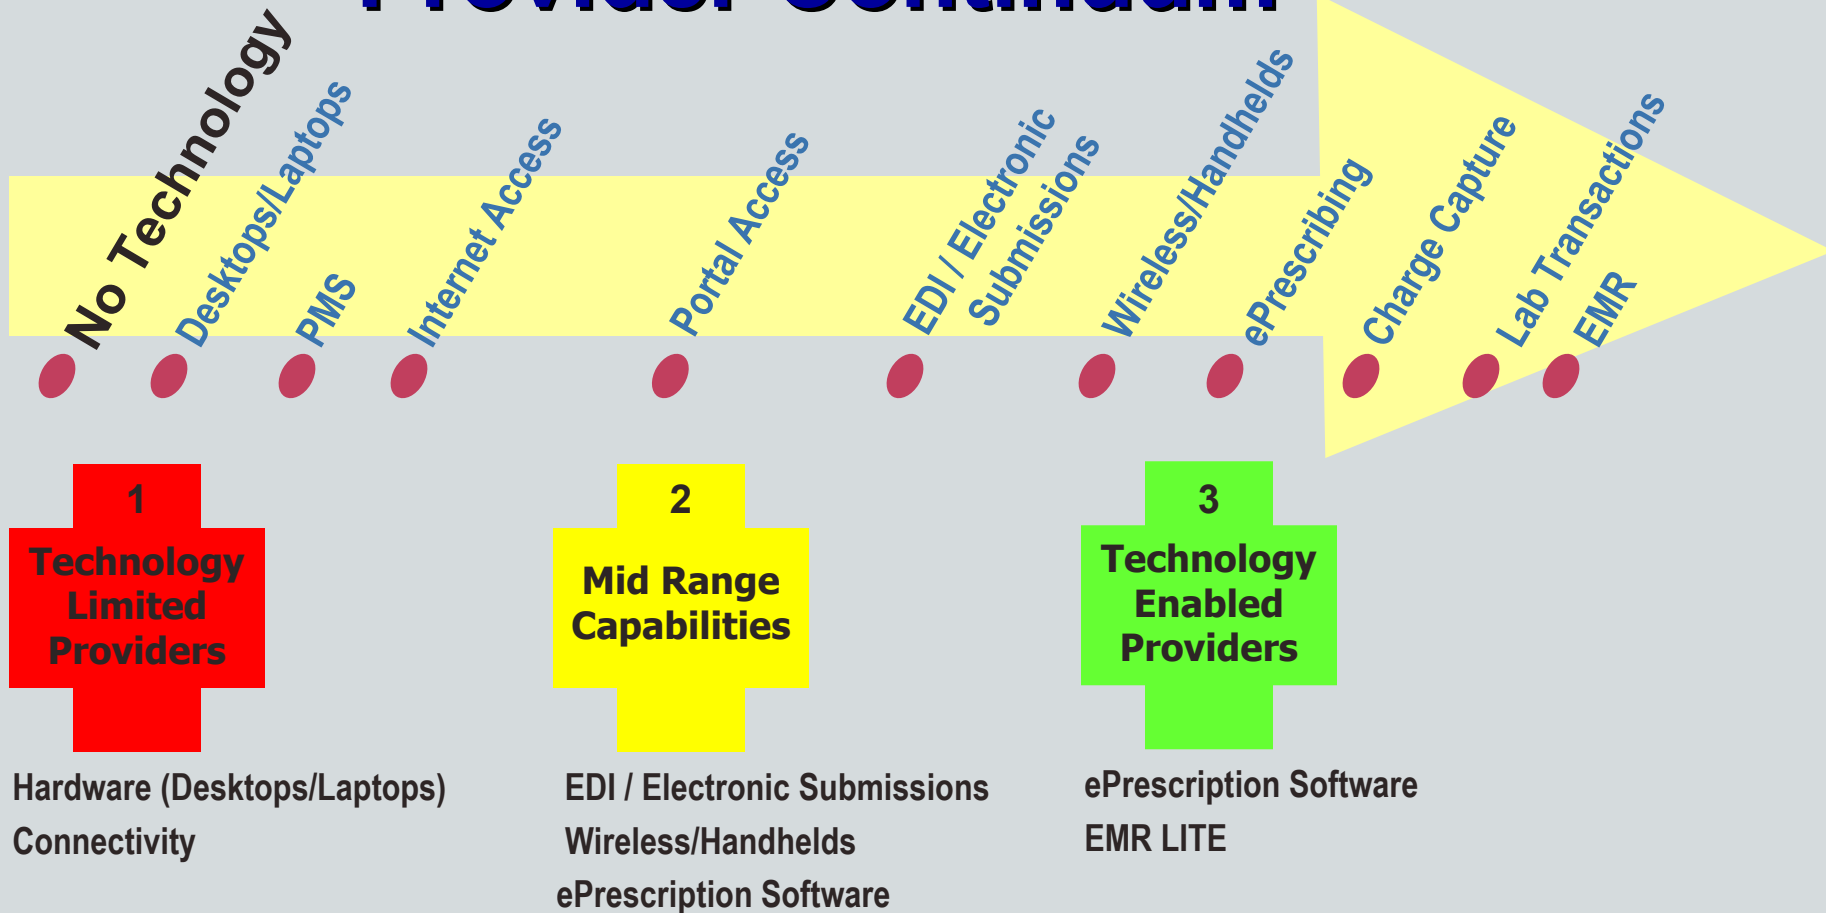 Provider Continuum
No Technology
Desktops/Laptops
PMS
Internet Access
Portal Access
EDI / Electronic
Submissions
Wireless/Handhelds
ePrescribing
Charge Capture
Lab Transactions
EMR
1
Technology
Limited
Providers
2
Mid Range
Capabilities
3
Technology
Enabled
Providers
Hardware (Desktops/Laptops)
Connectivity
EDI / Electronic Submissions
Wireless/Handhelds
ePrescription Software
ePrescription Software
EMR LITE